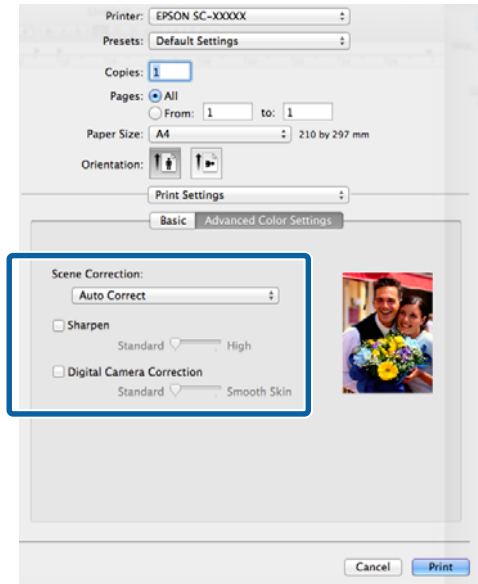 Printer: EPSON SC-XXXXX
Presets: Default Settings
Copies: 1
Pages: All
From: 1 to: 1
Paper Size: A4 210 by 297 mm
Orientation:
Print Settings
Basic Advanced Color Settings
Scene Correction:
Auto Correct
Sharpen
Standard High
Digital Camera Correction
Standard Smooth Skin
Cancel Print